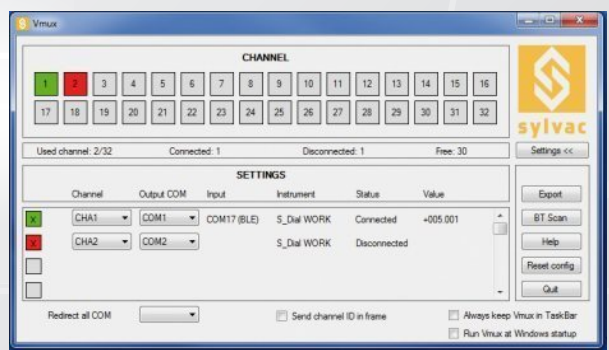 Vmux
CHANNEL
1 2 3 4 5 6 7 8 9 10 11 12 13 14 15 16
17 18 19 20 21 22 23 24 25 26 27 28 29 30 31 32
sylvac
Used channel: 2/32 Connected: 1 Disconnected: 1 Free: 30 Settings <<
SETTINGS
Channel Output COM Input Instrument Status Value
Export
X CHA1 COM1 COM17 (BLE) S_Dial WORK Connected +005.001
BT Scan
X CHA2 COM2 S_Dial WORK Disconnected
Help
Reset config
Quit
Redirect all COM Send channel ID in frame Always keep Vmux in TaskBar
Run Vmux at Windows startup